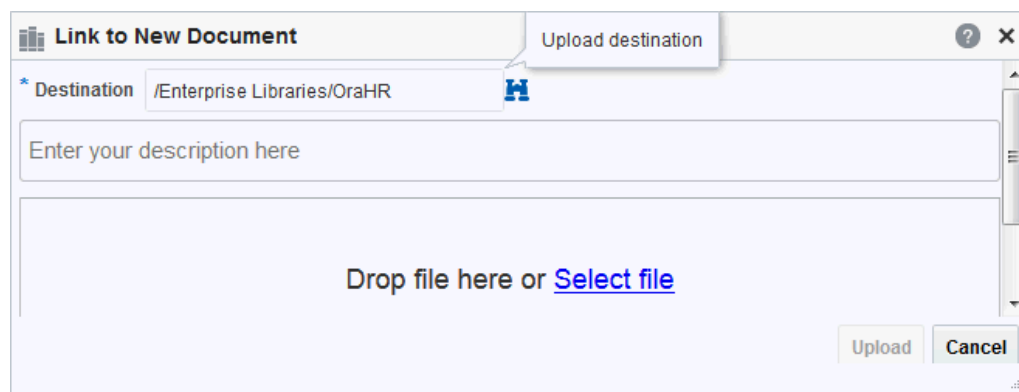 Link to New Document
Upload destination
* Destination /Enterprise Libraries/OraHR
Enter your description here
Drop file here or Select file
Upload Cancel